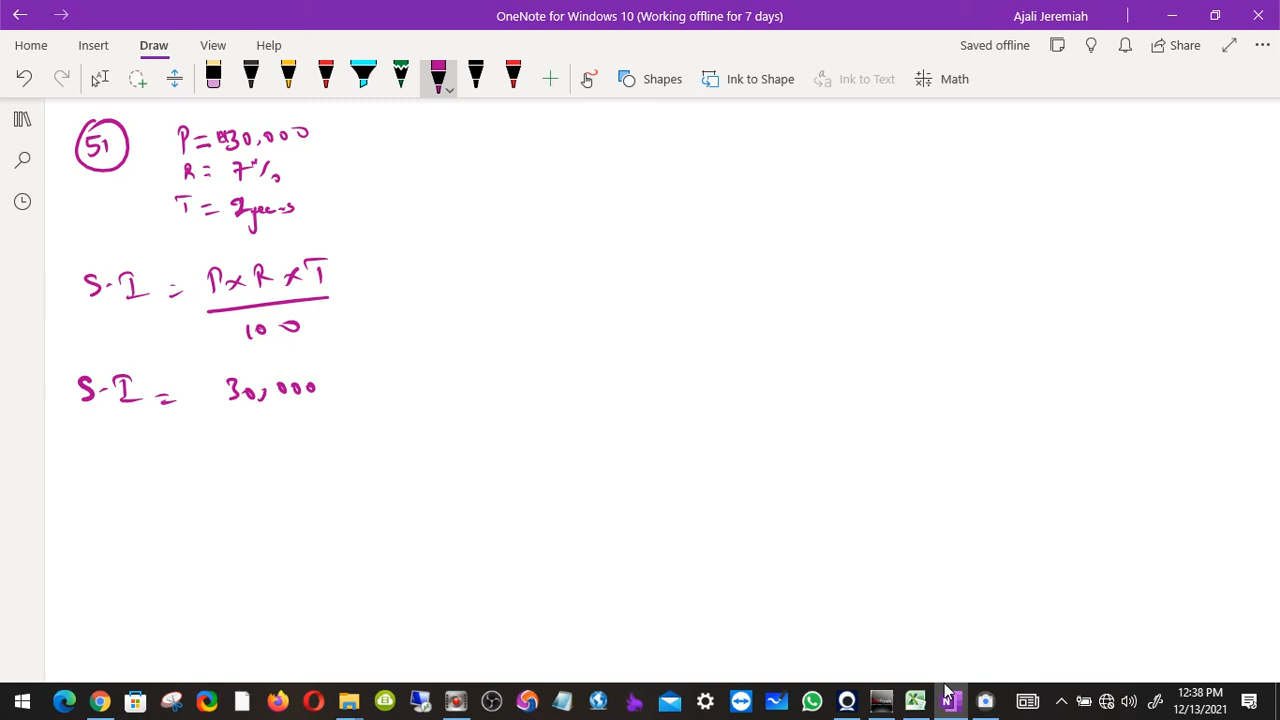 OneNote for Windows 10 (Working offline for 7 days)
Ajali Jeremiah
Home Insert Draw View Help
Saved offline
Share
Shapes
Ink to Shape
Ink to Text
Math
51
P = ₦30,000
R = 7%
T = 2years
S.I = P x R x T
100
S.I = 30,000
12:38 PM
12/13/2021